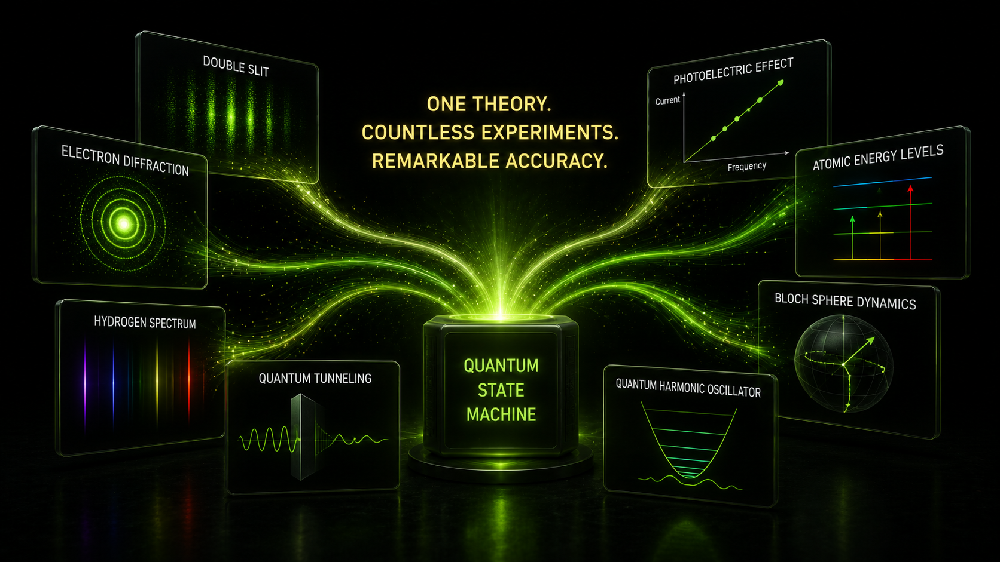 DOUBLE SLIT
ONE THEORY.
COUNTLESS EXPERIMENTS.
REMARKABLE ACCURACY.
PHOTOELECTRIC EFFECT
Current
Frequency
ELECTRON DIFFRACTION
ATOMIC ENERGY LEVELS
HYDROGEN SPECTRUM
BLOCH SPHERE DYNAMICS
QUANTUM TUNNELING
QUANTUM
STATE
MACHINE
QUANTUM HARMONIC OSCILLATOR